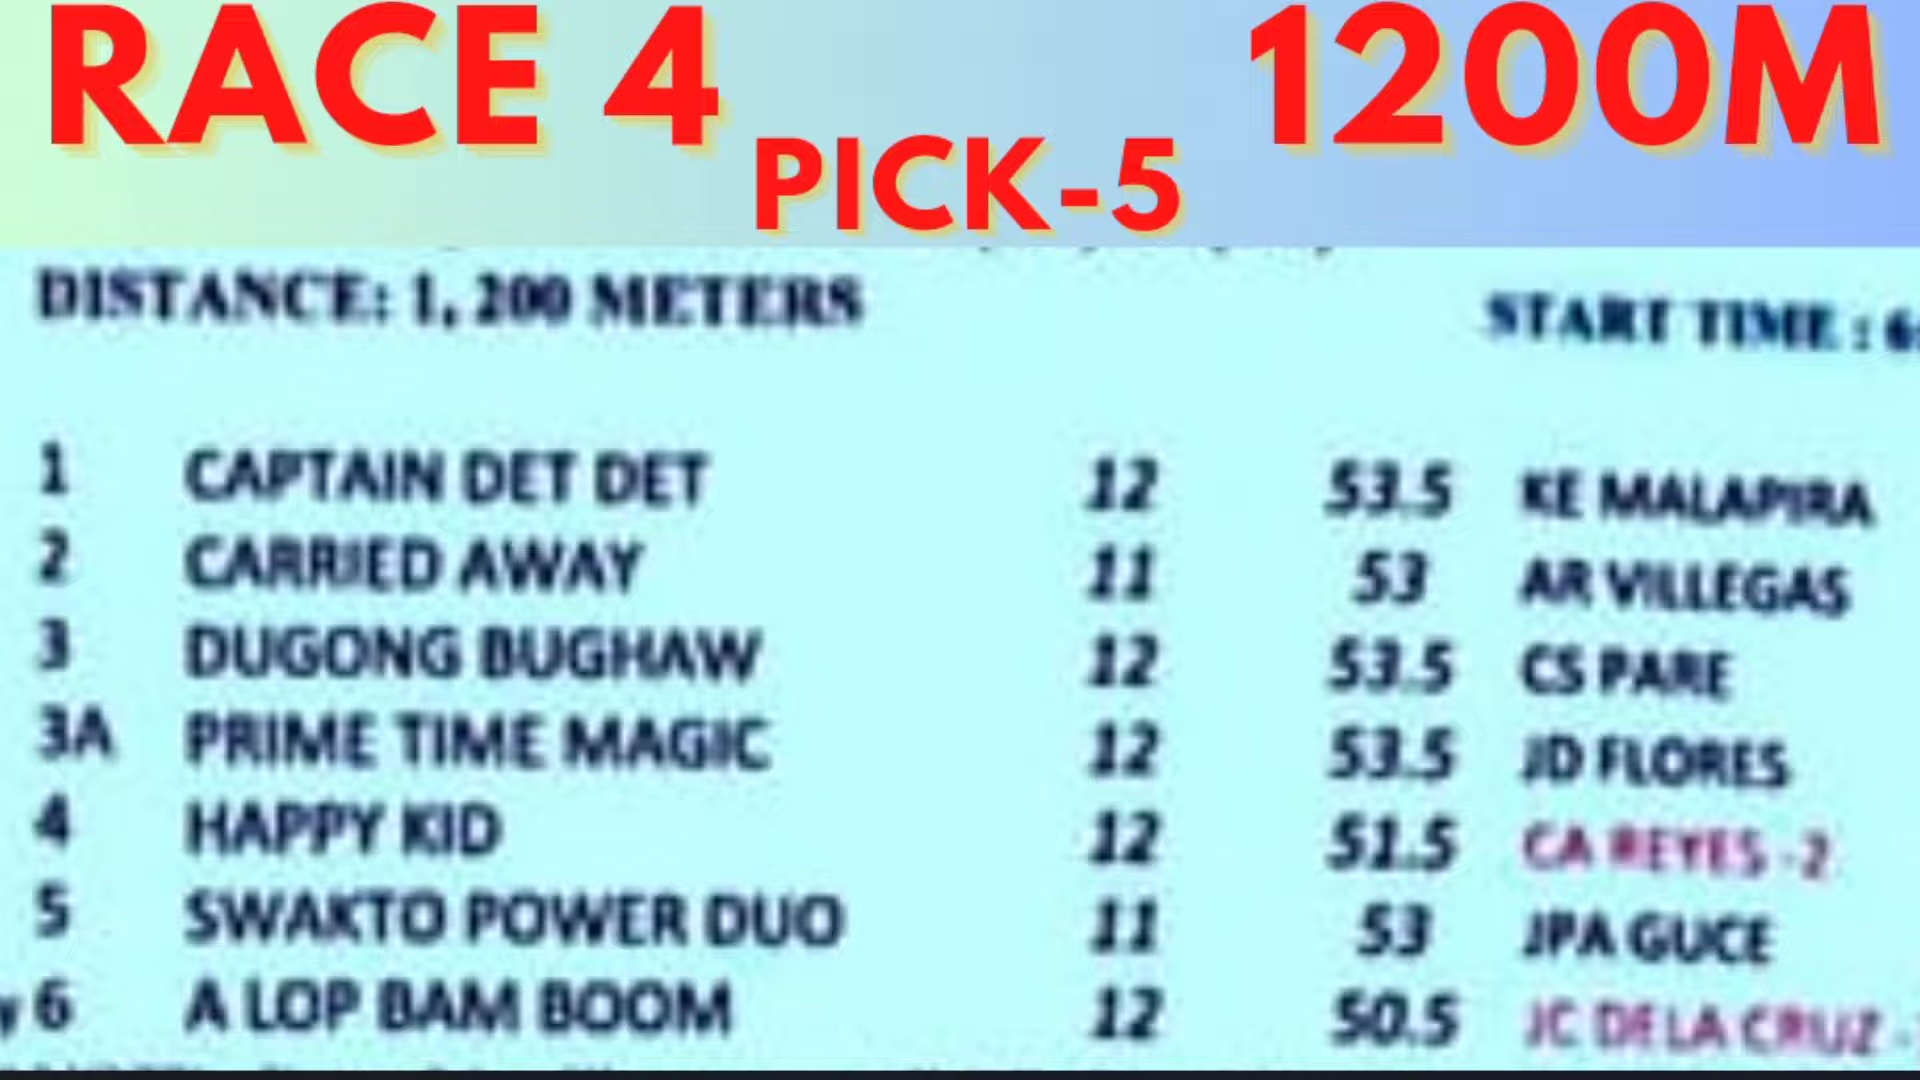 RACE 4
1200M
PICK-5
DISTANCE: 1, 200 METERS
START TIME : 6:
1 CAPTAIN DET DET 12 53.5 KE MALAPIRA
2 CARRIED AWAY 11 53 AR VILLEGAS
3 DUGONG BUGHAW 12 53.5 CS PARE
3A PRIME TIME MAGIC 12 53.5 JD FLORES
4 HAPPY KID 12 51.5 CA REYES -2
5 SWAKTO POWER DUO 11 53 JPA GUCE
y 6 A LOP BAM BOOM 12 50.5 JC DELA CRUZ -